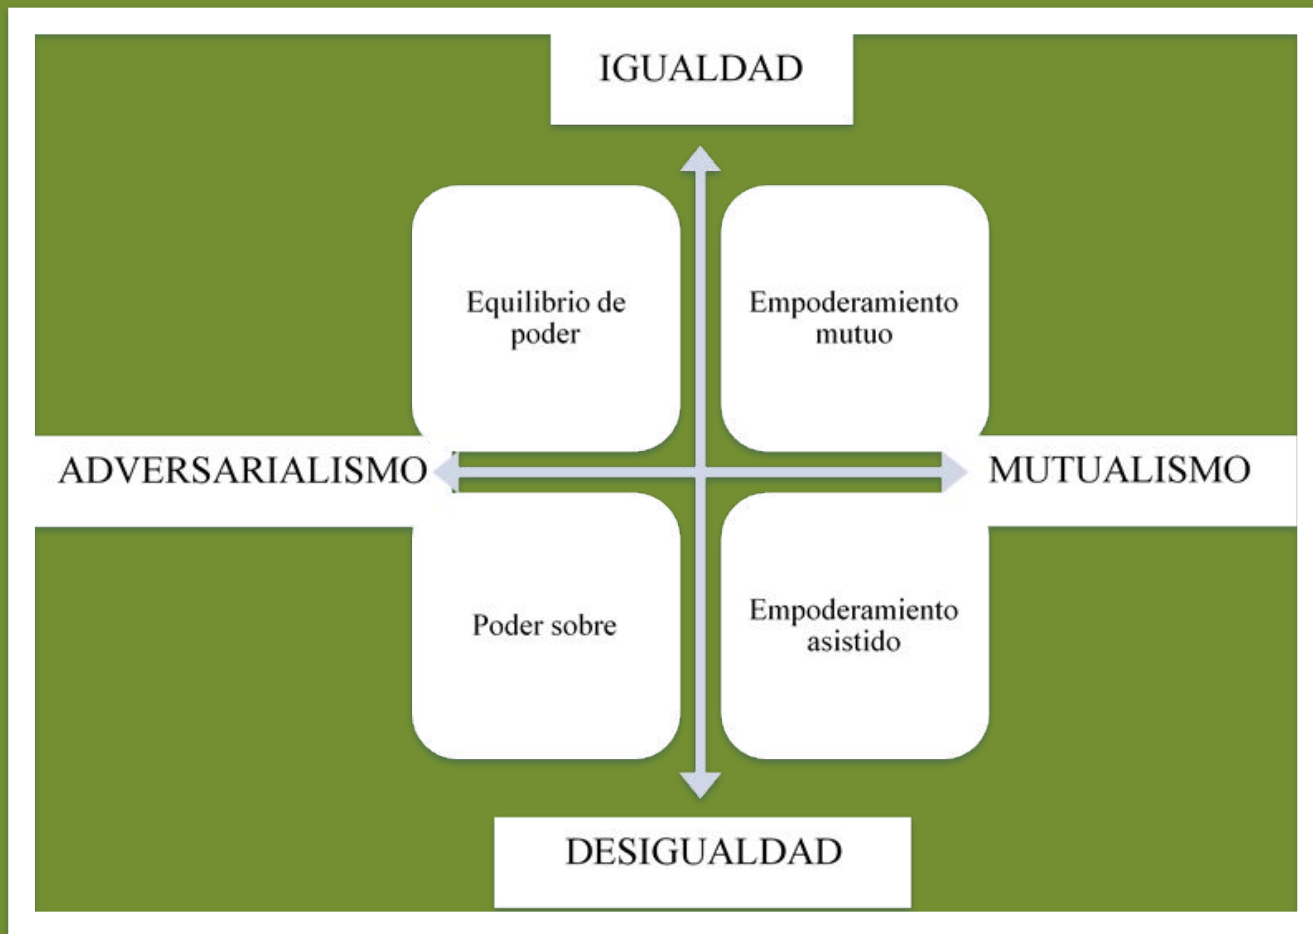 IGUALDAD
Equilibrio de
poder
Empoderamiento
mutuo
ADVERSARIALISMO
MUTUALISMO
Poder sobre
Empoderamiento
asistido
DESIGUALDAD